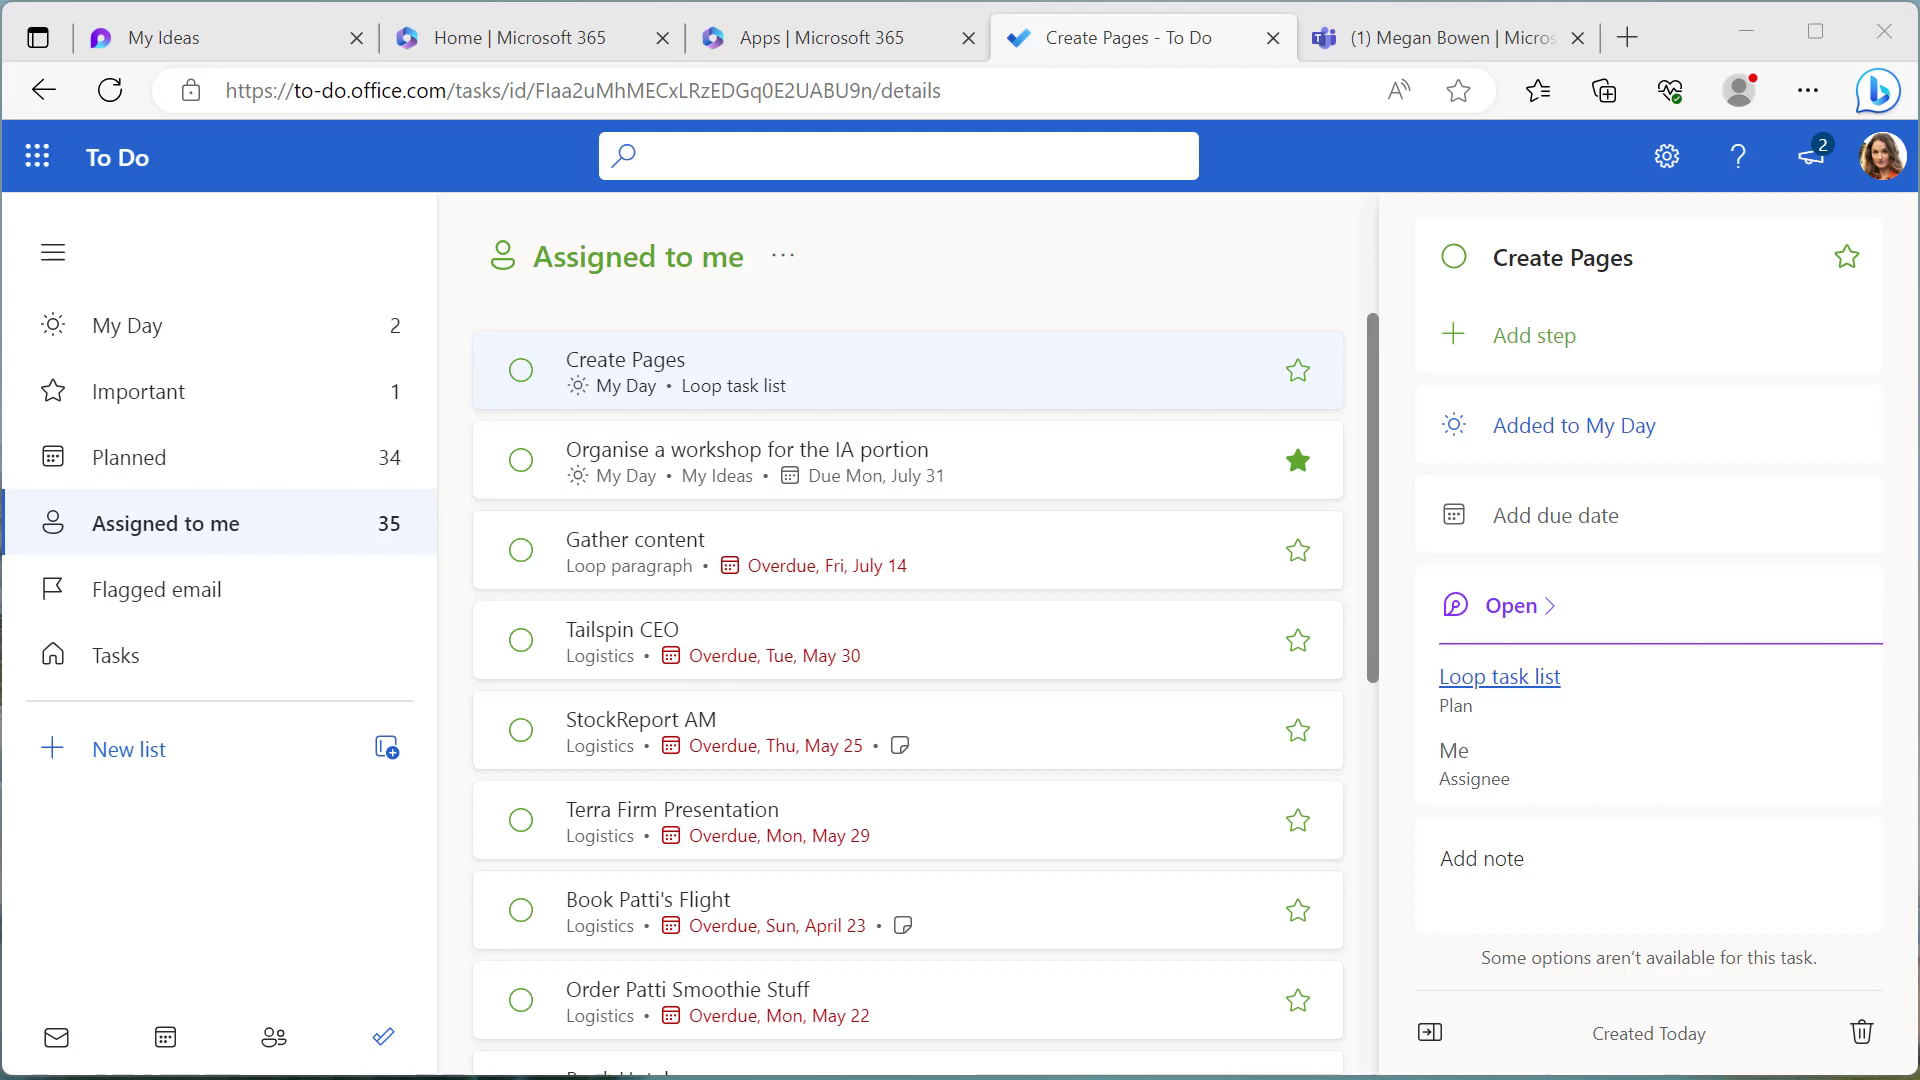 My Ideas
Home | Microsoft 365
Apps | Microsoft 365
Create Pages - To Do
(1) Megan Bowen | Micros
https://to-do.office.com/tasks/id/FIaa2uMhMECxLRzEDGq0E2UABU9n/details
To Do
2
My Day 2
Important 1
Planned 34
Assigned to me 35
Flagged email
Tasks
New list
Assigned to me ...
Create Pages
My Day • Loop task list
Organise a workshop for the IA portion
My Day • My Ideas • Due Mon, July 31
Gather content
Loop paragraph • Overdue, Fri, July 14
Tailspin CEO
Logistics • Overdue, Tue, May 30
StockReport AM
Logistics • Overdue, Thu, May 25 •
Terra Firm Presentation
Logistics • Overdue, Mon, May 29
Book Patti's Flight
Logistics • Overdue, Sun, April 23 •
Order Patti Smoothie Stuff
Logistics • Overdue, Mon, May 22
Create Pages
Add step
Added to My Day
Add due date
Open >
Loop task list
Plan
Me
Assignee
Add note
Some options aren't available for this task.
Created Today